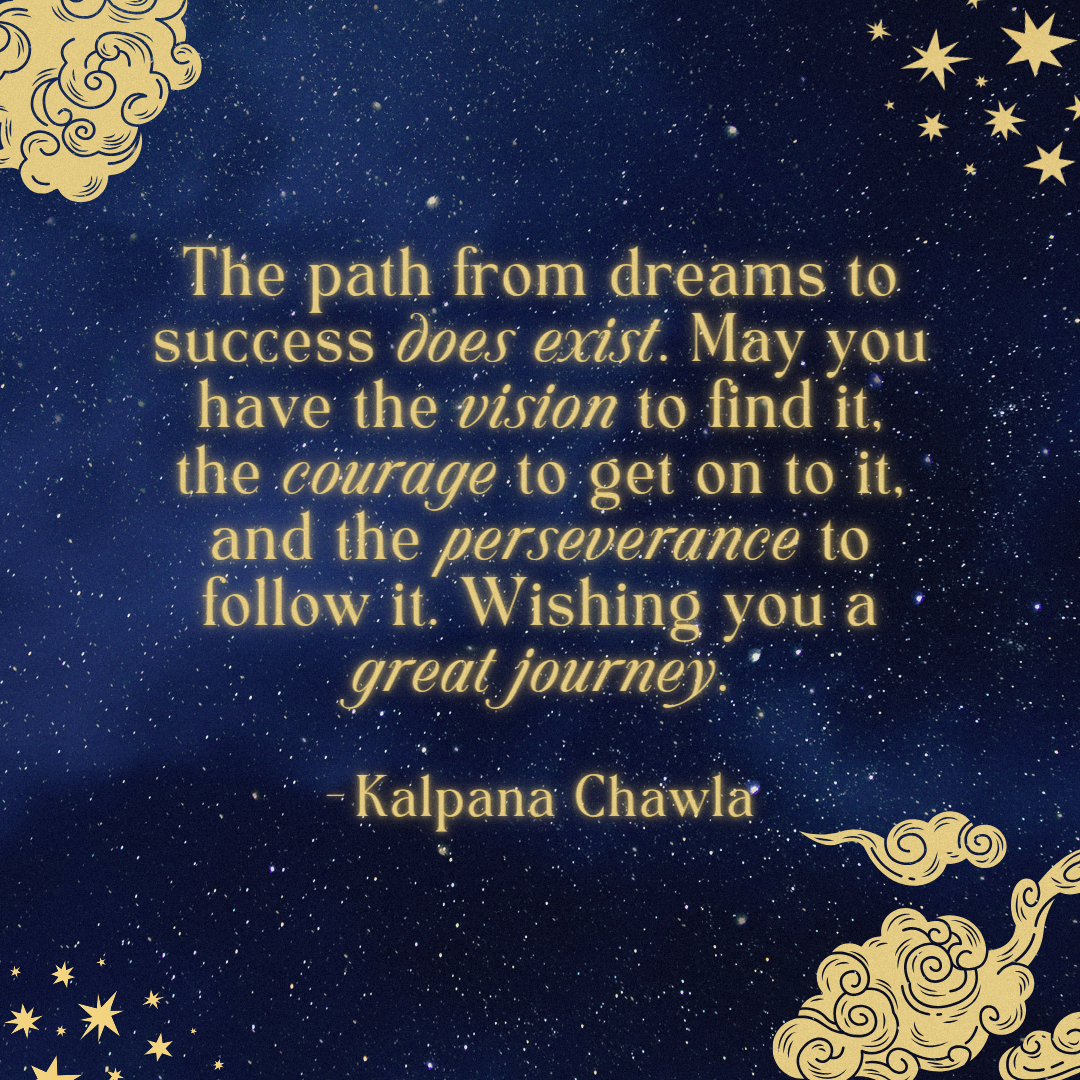 The path from dreams to
success does exist. May you
have the vision to find it,
the courage to get on to it,
and the perseverance to
follow it. Wishing you a
great journey.
-Kalpana Chawla